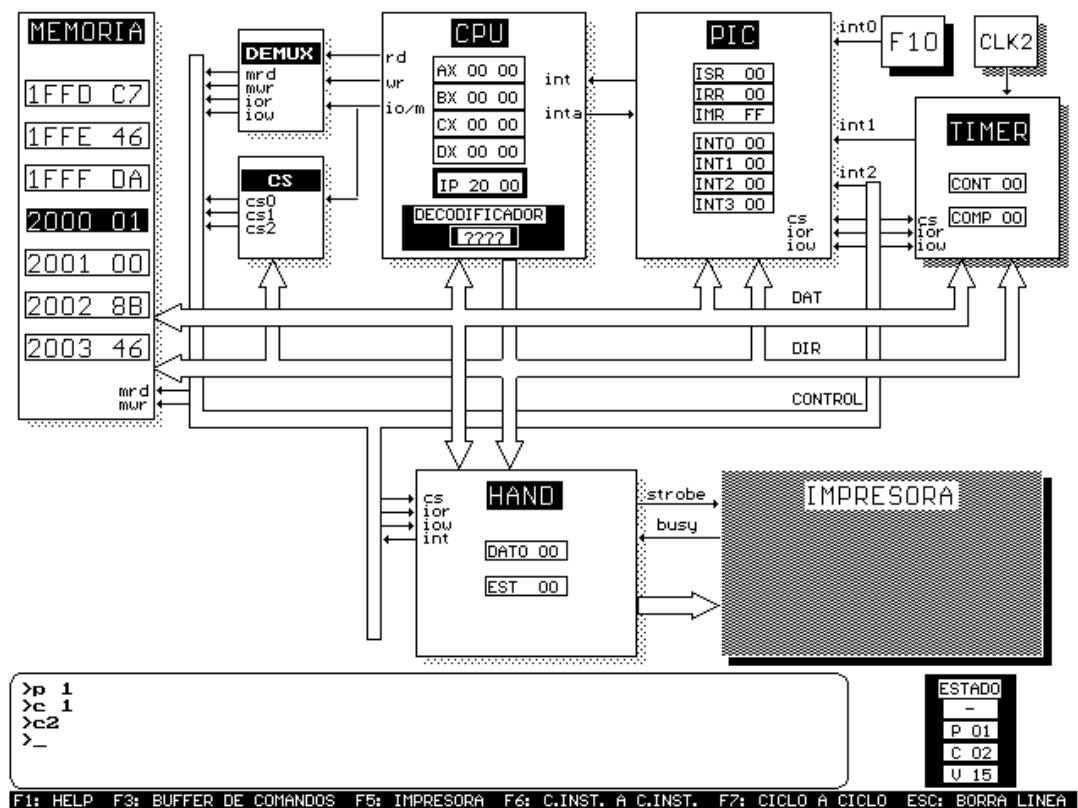 MEMORIA
1FFD C7
1FFE 46
1FFF DA
2000 01
2001 00
2002 8B
2003 46
mrd
mwr
DEMUX
mrd
mwr
ior
iow
CS
cs0
cs1
cs2
rd
wr
io/m
CPU
AX 00 00
BX 00 00
CX 00 00
DX 00 00
IP 20 00
DECODIFICADOR
????
int
inta
PIC
ISR 00
IRR 00
IMR FF
INT0 00
INT1 00
INT2 00
INT3 00
cs
ior
iow
int0
F10
CLK2
int1
int2
TIMER
CONT 00
COMP 00
cs
ior
iow
DAT
DIR
CONTROL
cs
ior
iow
int
HAND
DATO 00
EST 00
strobe
busy
IMPRESORA
>p 1
>c 1
>c2
>_
ESTADO
-
P 01
C 02
V 15
F1: HELP F3: BUFFER DE COMANDOS F5: IMPRESORA F6: C.INST. A C.INST. F7: CICLO A CICLO ESC: BORRA LINEA